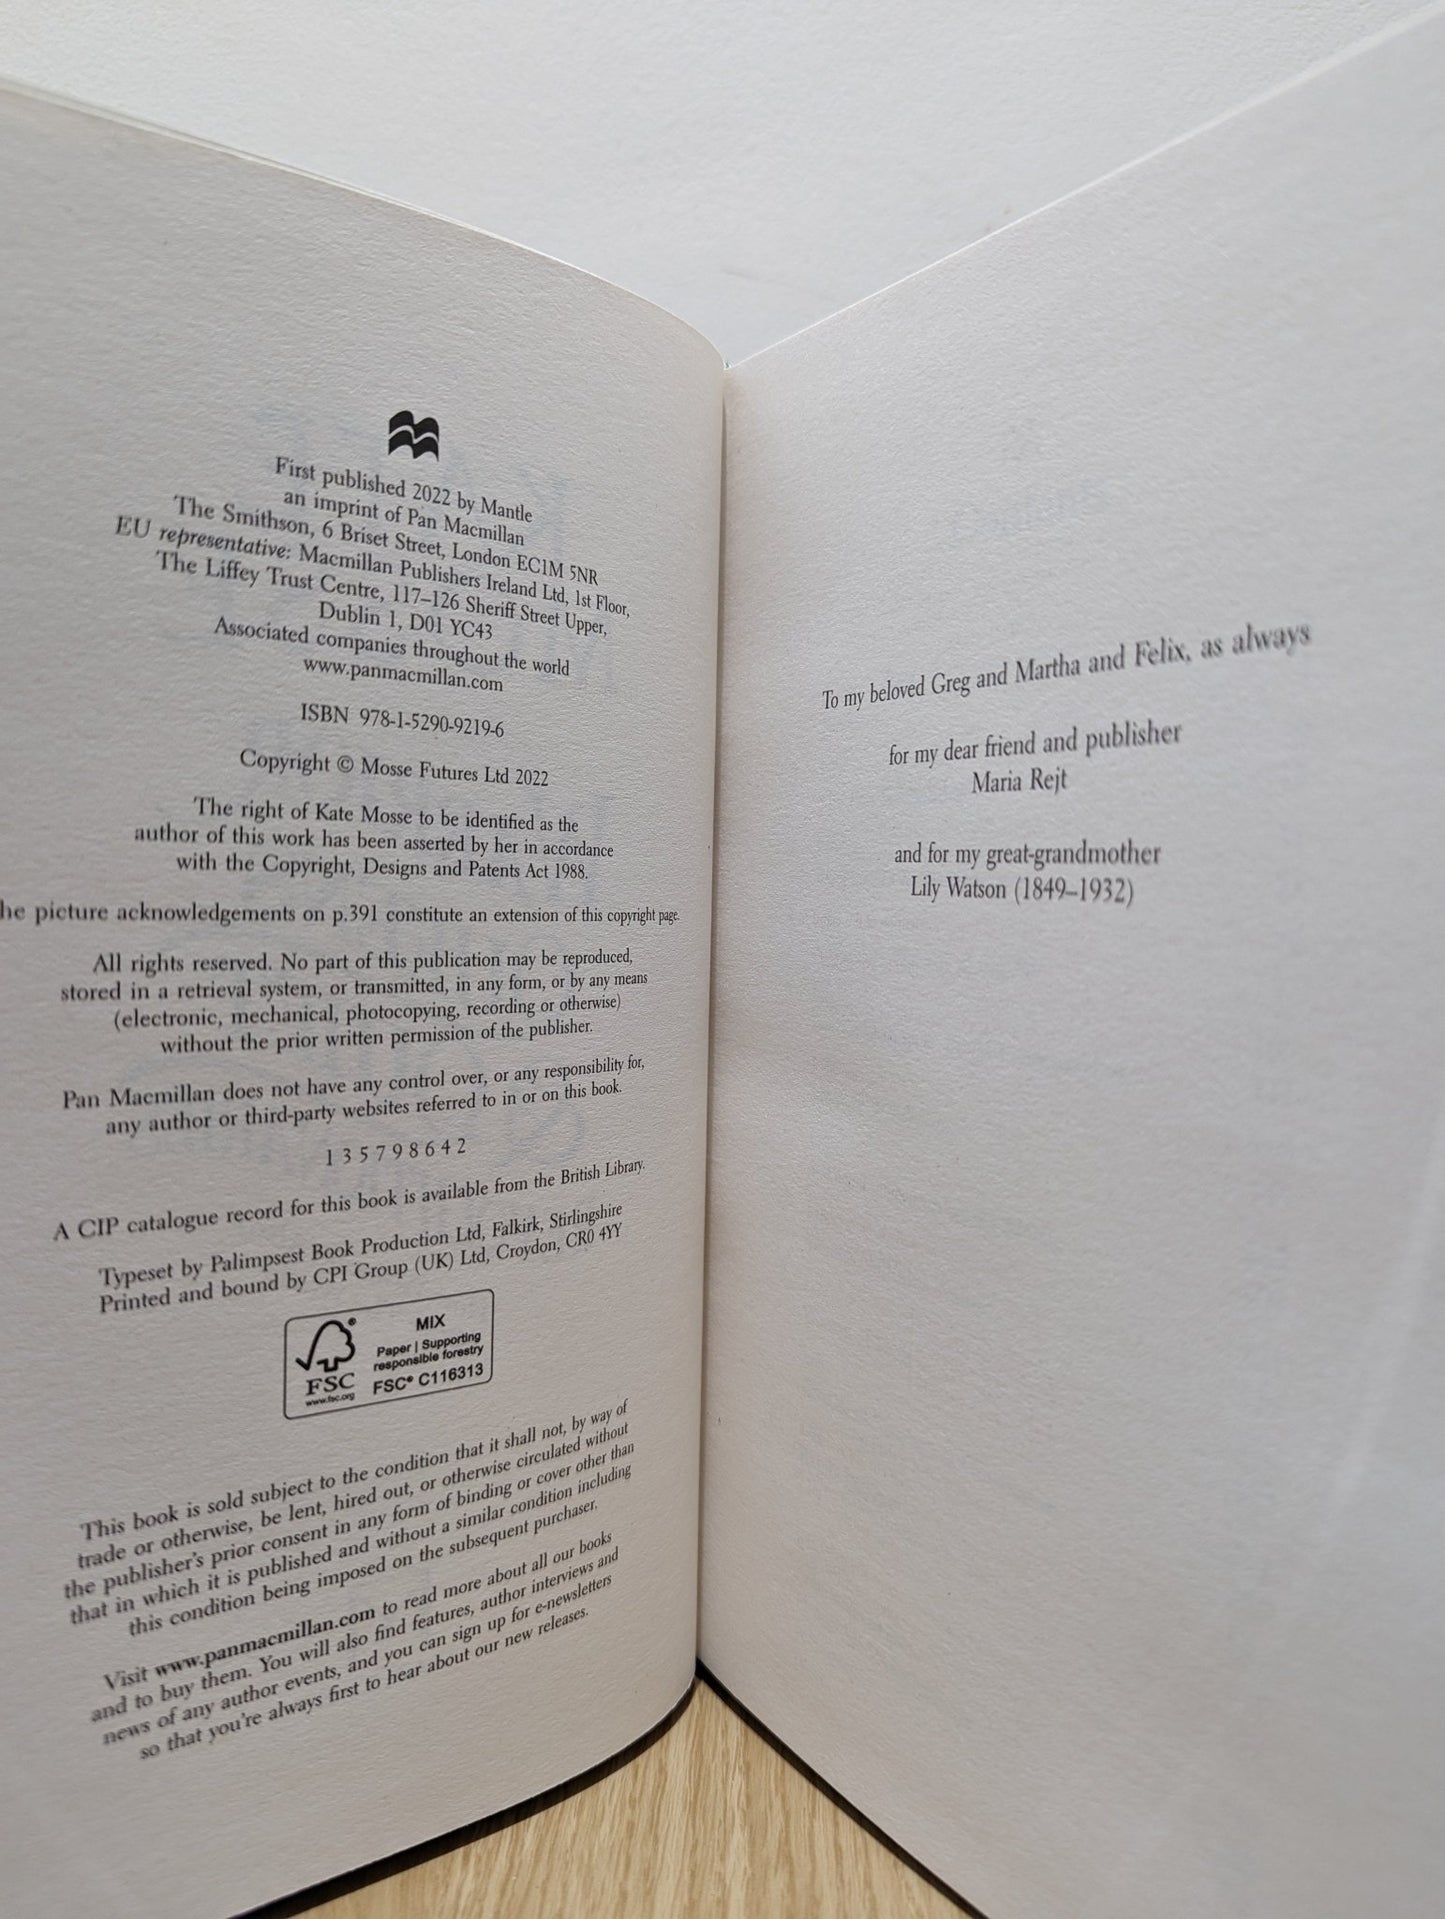 First published 2022 by Mantle
an imprint of Pan Macmillan
The Smithson, 6 Briset Street, London EC1M 5NR
EU representative: Macmillan Publishers Ireland Ltd, 1st Floor,
The Liffey Trust Centre, 117–126 Sheriff Street Upper,
Dublin 1, D01 YC43
Associated companies throughout the world
www.panmacmillan.com
ISBN 978-1-5290-9219-6
Copyright © Mosse Futures Ltd 2022
The right of Kate Mosse to be identified as the
author of this work has been asserted by her in accordance
with the Copyright, Designs and Patents Act 1988.
he picture acknowledgements on p.391 constitute an extension of this copyright page.
All rights reserved. No part of this publication may be reproduced,
stored in a retrieval system, or transmitted, in any form, or by any means
(electronic, mechanical, photocopying, recording or otherwise)
without the prior written permission of the publisher.
Pan Macmillan does not have any control over, or any responsibility for,
any author or third-party websites referred to in or on this book.
1 3 5 7 9 8 6 4 2
A CIP catalogue record for this book is available from the British Library.
Typeset by Palimpsest Book Production Ltd, Falkirk, Stirlingshire
Printed and bound by CPI Group (UK) Ltd, Croydon, CR0 4YY
MIX
Paper | Supporting
responsible forestry
FSC® C116313
FSC
www.fsc.org
This book is sold subject to the condition that it shall not, by way of
trade or otherwise, be lent, hired out, or otherwise circulated without
the publisher's prior consent in any form of binding or cover other than
that in which it is published and without a similar condition including
this condition being imposed on the subsequent purchaser.
Visit www.panmacmillan.com to read more about all our books
and to buy them. You will also find features, author interviews and
news of any author events, and you can sign up for e-newsletters
so that you're always first to hear about our new releases.
To my beloved Greg and Martha and Felix, as always
for my dear friend and publisher
Maria Rejt
and for my great-grandmother
Lily Watson (1849–1932)